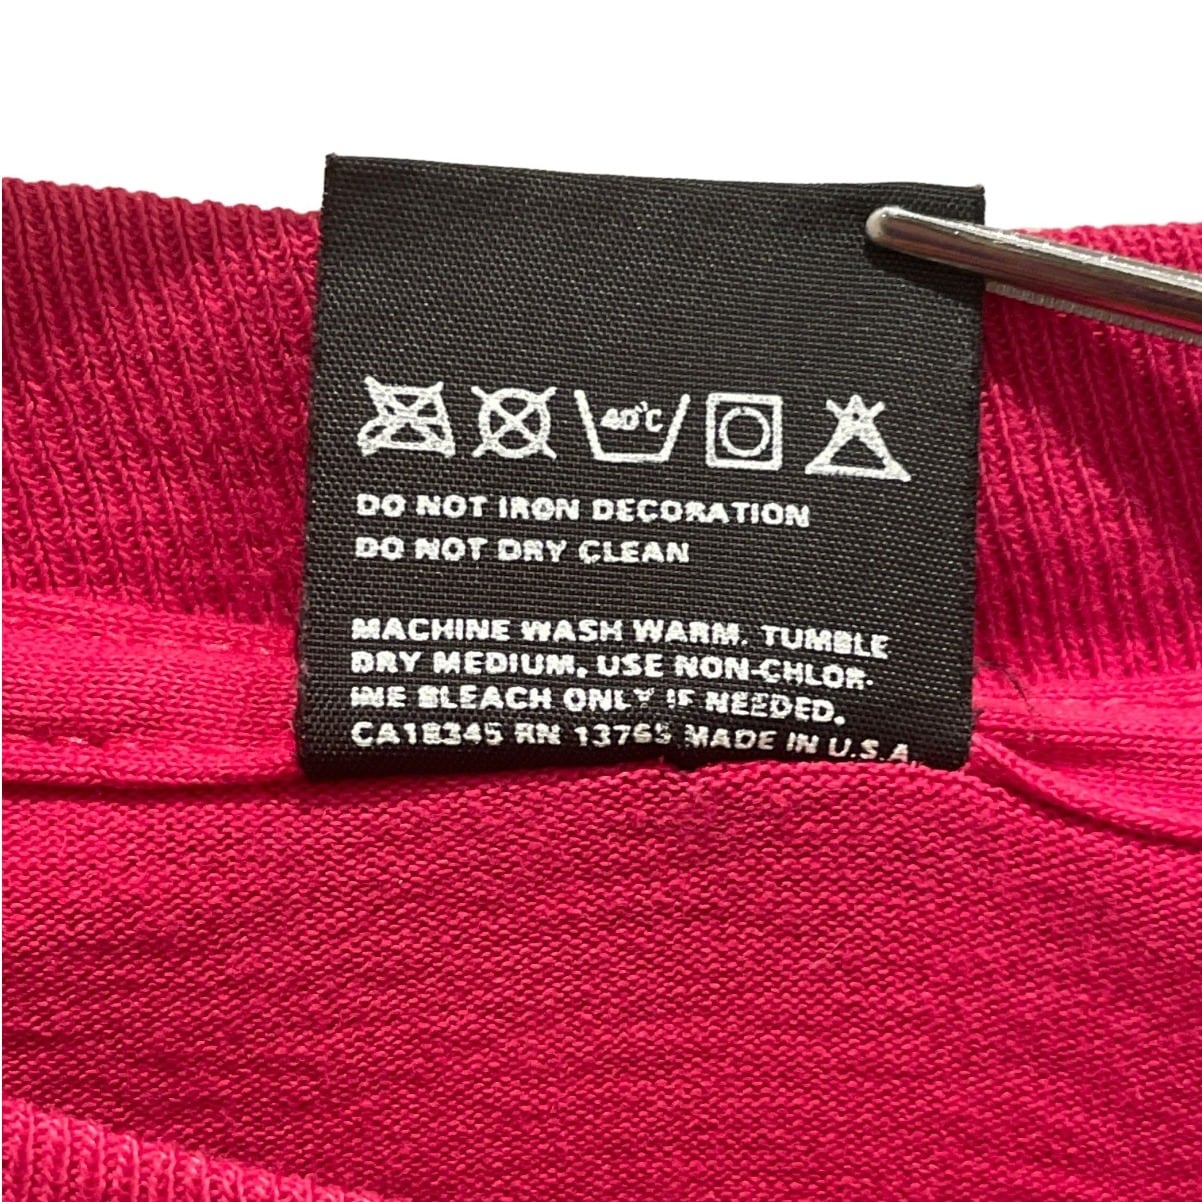 40°C
DO NOT IRON DECORATION
DO NOT DRY CLEAN
MACHINE WASH WARM. TUMBLE
DRY MEDIUM. USE NON-CHLOR-
INE BLEACH ONLY IF NEEDED.
CA18345 RN 13765 MADE IN U.S.A.